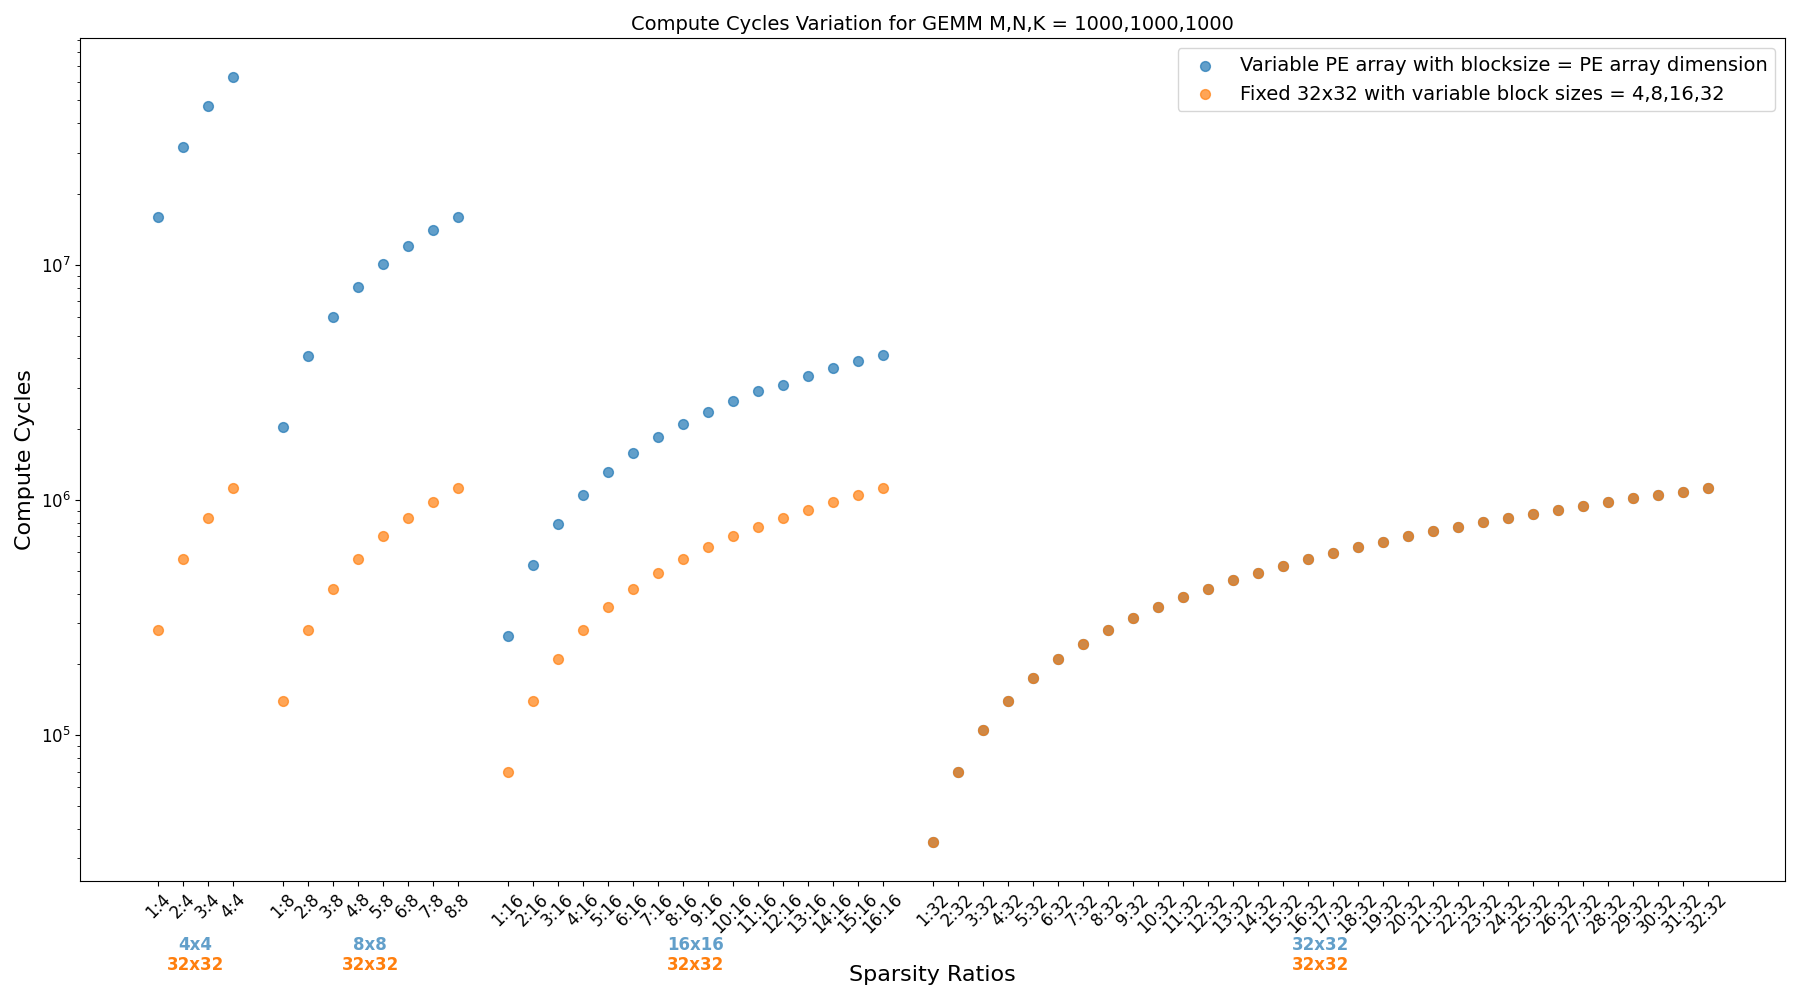 Compute Cycles Variation for GEMM M,N,K = 1000,1000,1000
Variable PE array with blocksize = PE array dimension
Fixed 32x32 with variable block sizes = 4,8,16,32
Compute Cycles
10⁷
10⁶
10⁵
1:4 2:4 3:4 4:4 1:8 2:8 3:8 4:8 5:8 6:8 7:8 8:8 1:16 2:16 3:16 4:16 5:16 6:16 7:16 8:16 9:16 10:16 11:16 12:16 13:16 14:16 15:16 16:16 1:32 2:32 3:32 4:32 5:32 6:32 7:32 8:32 9:32 10:32 11:32 12:32 13:32 14:32 15:32 16:32 17:32 18:32 19:32 20:32 21:32 22:32 23:32 24:32 25:32 26:32 27:32 28:32 29:32 30:32 31:32 32:32
4x4 8x8 16x16 32x32
32x32 32x32 32x32 32x32
Sparsity Ratios